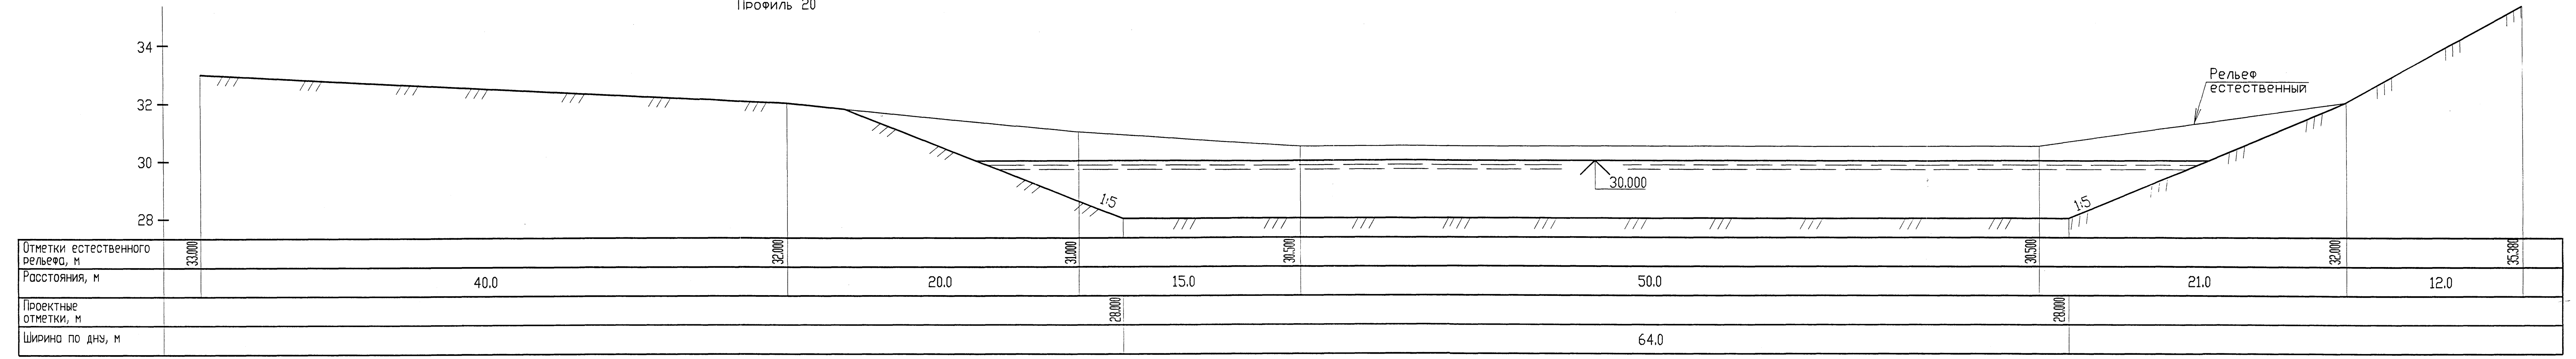 Профиль 20
34
32
30
28
Рельеф
естественный
30.000
1:5
1:5
Отметки естественного
рельефа, м
33.000
32.000
31.000
30.500
30.500
32.000
35.380
Расстояния, м
40.0
20.0
15.0
50.0
21.0
12.0
Проектные
отметки, м
28.000
28.000
Ширина по дну, м
64.0